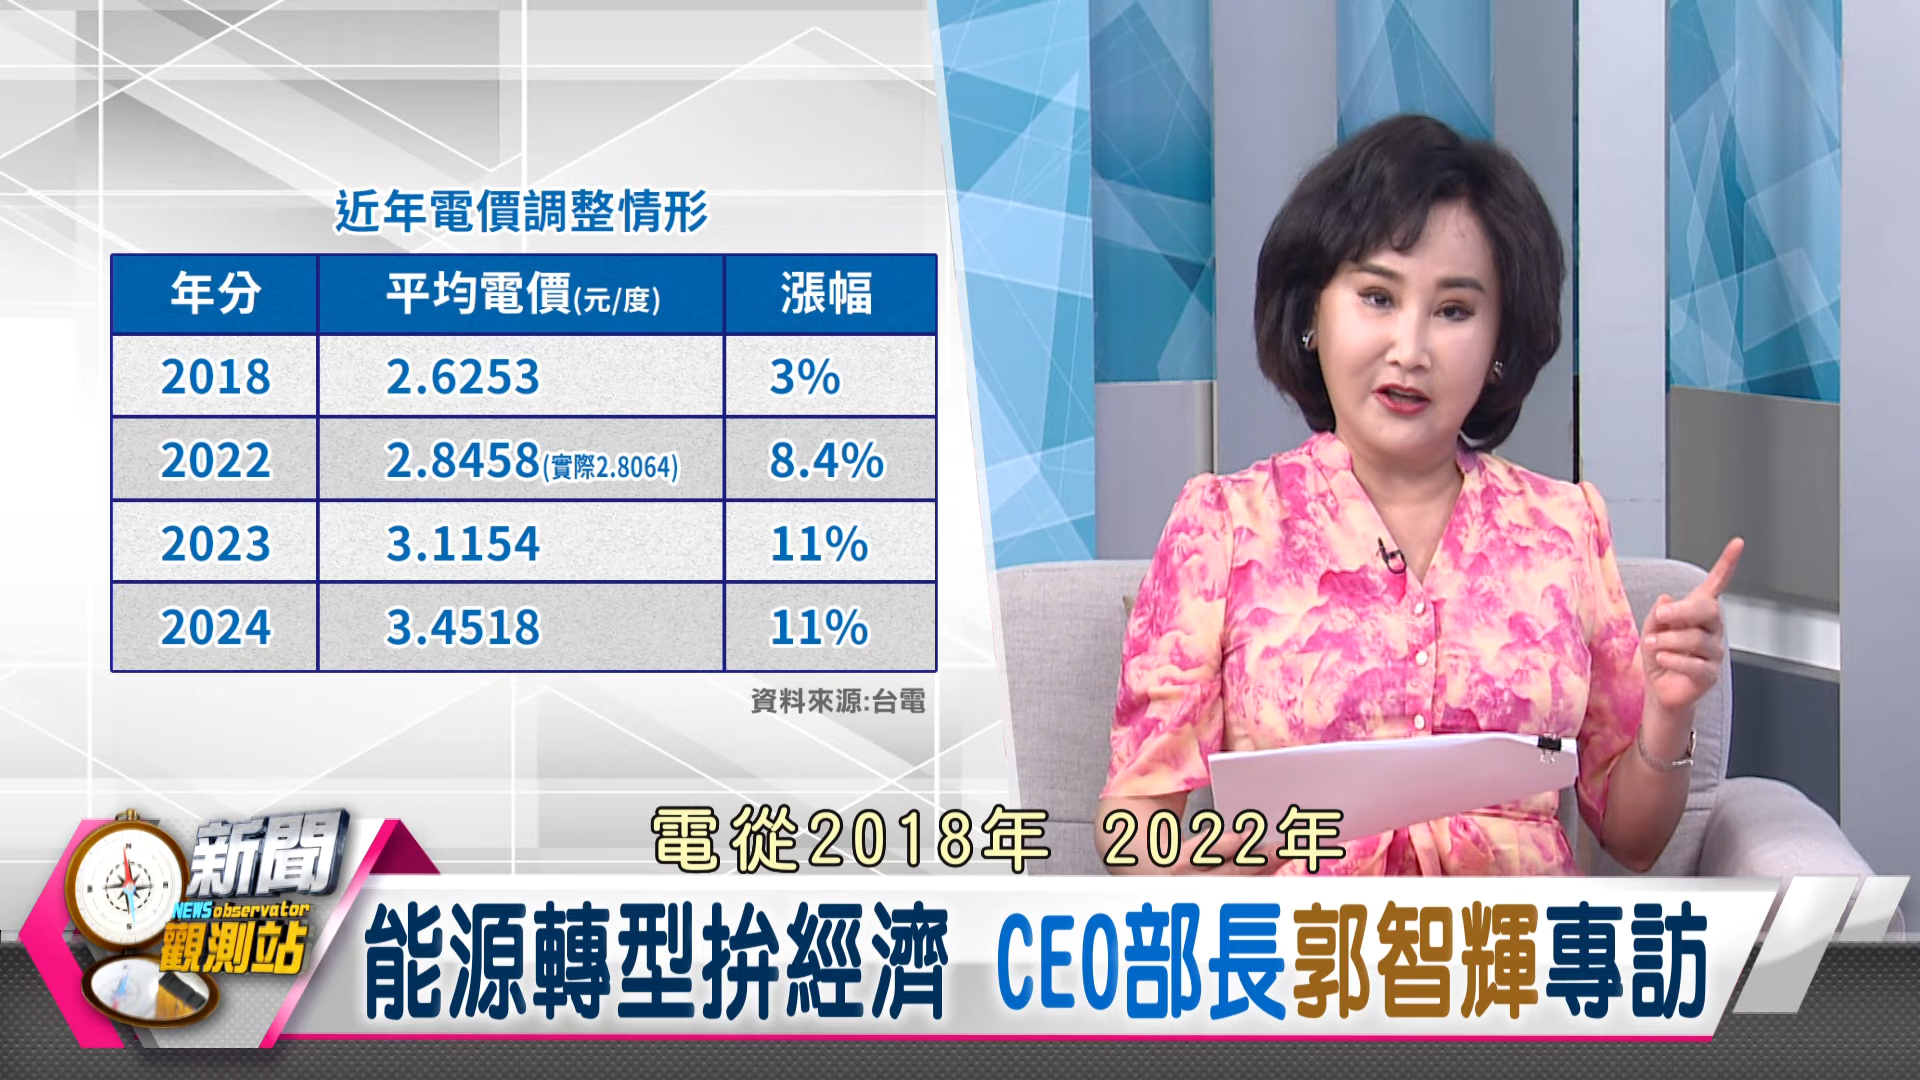 近年電價調整情形
年分 平均電價(元/度) 漲幅
2018 2.6253 3%
2022 2.8458(實際2.8064) 8.4%
2023 3.1154 11%
2024 3.4518 11%
資料來源:台電
電從2018年 2022年
新聞
NEWS observator
觀測站
能源轉型拚經濟 CEO部長郭智輝專訪